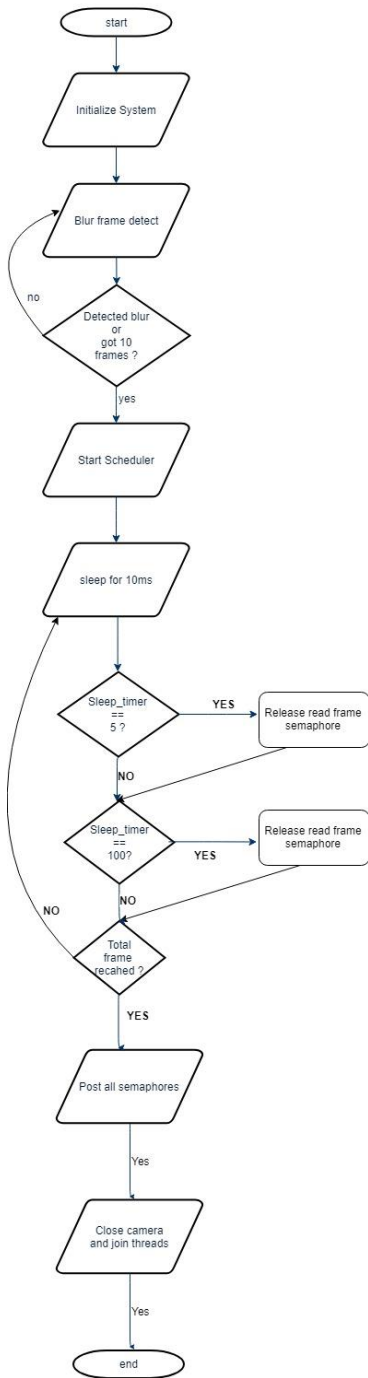 start
Initialize System
Blur frame detect
no
Detected blur
or
got 10
frames ?
yes
Start Scheduler
sleep for 10ms
Sleep_timer
==
5 ?
YES
Release read frame
semaphore
NO
Sleep_timer
==
100?
YES
Release read frame
semaphore
NO
NO
Total
frame
recahed ?
YES
Post all semaphores
Yes
Close camera
and join threads
Yes
end